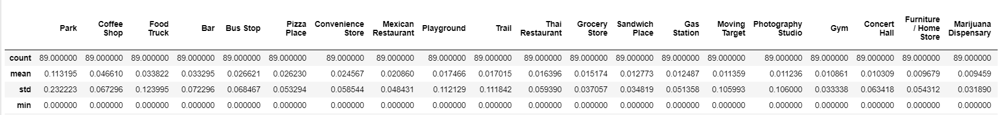 Park Coffee Shop Food Truck Bar Bus Stop Pizza Place Convenience Store Mexican Restaurant Playground Trail Thai Restaurant Grocery Store Sandwich Place Gas Station Moving Target Photography Studio Gym Concert Hall Furniture / Home Store Marijuana Dispensary
count 89.000000 89.000000 89.000000 89.000000 89.000000 89.000000 89.000000 89.000000 89.000000 89.000000 89.000000 89.000000 89.000000 89.000000 89.000000 89.000000 89.000000 89.000000 89.000000 89.000000
mean 0.113195 0.046610 0.033822 0.033295 0.026621 0.026230 0.024567 0.020860 0.017466 0.017015 0.016396 0.015174 0.012773 0.012487 0.011359 0.011236 0.010861 0.010309 0.009679 0.009459
std 0.232223 0.067296 0.123995 0.072296 0.068467 0.053294 0.058544 0.048431 0.112129 0.111842 0.059390 0.037057 0.034819 0.051358 0.105993 0.106000 0.033338 0.063418 0.054312 0.031890
min 0.000000 0.000000 0.000000 0.000000 0.000000 0.000000 0.000000 0.000000 0.000000 0.000000 0.000000 0.000000 0.000000 0.000000 0.000000 0.000000 0.000000 0.000000 0.000000 0.000000